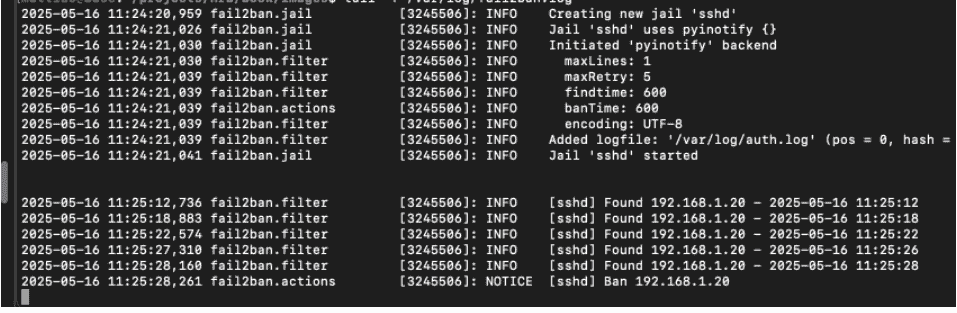 2025-05-16 11:24:20,959 fail2ban.jail [3245506]: INFO Creating new jail 'sshd'
2025-05-16 11:24:21,026 fail2ban.jail [3245506]: INFO Jail 'sshd' uses pyinotify {}
2025-05-16 11:24:21,030 fail2ban.jail [3245506]: INFO Initiated 'pyinotify' backend
2025-05-16 11:24:21,030 fail2ban.filter [3245506]: INFO maxLines: 1
2025-05-16 11:24:21,039 fail2ban.filter [3245506]: INFO maxRetry: 5
2025-05-16 11:24:21,039 fail2ban.filter [3245506]: INFO findtime: 600
2025-05-16 11:24:21,039 fail2ban.actions [3245506]: INFO banTime: 600
2025-05-16 11:24:21,039 fail2ban.filter [3245506]: INFO encoding: UTF-8
2025-05-16 11:24:21,039 fail2ban.filter [3245506]: INFO Added logfile: '/var/log/auth.log' (pos = 0, hash =
2025-05-16 11:24:21,041 fail2ban.jail [3245506]: INFO Jail 'sshd' started
2025-05-16 11:25:12,736 fail2ban.filter [3245506]: INFO [sshd] Found 192.168.1.20 - 2025-05-16 11:25:12
2025-05-16 11:25:18,883 fail2ban.filter [3245506]: INFO [sshd] Found 192.168.1.20 - 2025-05-16 11:25:18
2025-05-16 11:25:22,574 fail2ban.filter [3245506]: INFO [sshd] Found 192.168.1.20 - 2025-05-16 11:25:22
2025-05-16 11:25:27,310 fail2ban.filter [3245506]: INFO [sshd] Found 192.168.1.20 - 2025-05-16 11:25:26
2025-05-16 11:25:28,160 fail2ban.filter [3245506]: INFO [sshd] Found 192.168.1.20 - 2025-05-16 11:25:28
2025-05-16 11:25:28,261 fail2ban.actions [3245506]: NOTICE [sshd] Ban 192.168.1.20